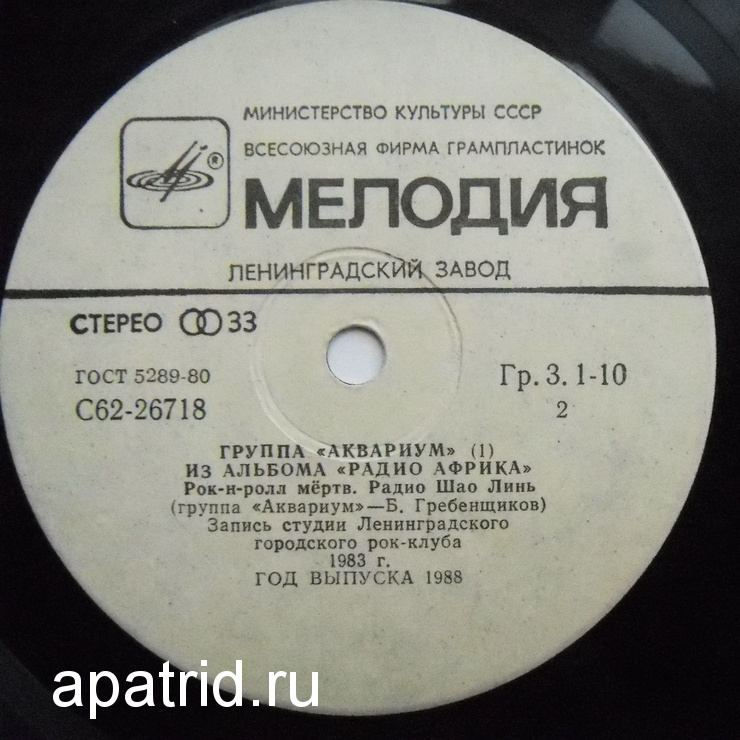 МИНИСТЕРСТВО КУЛЬТУРЫ СССР
ВСЕСОЮЗНАЯ ФИРМА ГРАМПЛАСТИНОК
®
МЕЛОДИЯ
ЛЕНИНГРАДСКИЙ ЗАВОД
СТЕРЕО 33
ГОСТ 5289-80
Гр. 3. 1-10
С62-26718
2
ГРУППА «АКВАРИУМ» (1)
ИЗ АЛЬБОМА «РАДИО АФРИКА»
Рок-н-ролл мёртв. Радио Шао Линь
(группа «Аквариум»—Б. Гребенщиков)
Запись студии Ленинградского
городского рок-клуба
1983 г.
ГОД ВЫПУСКА 1988
apatrid.ru